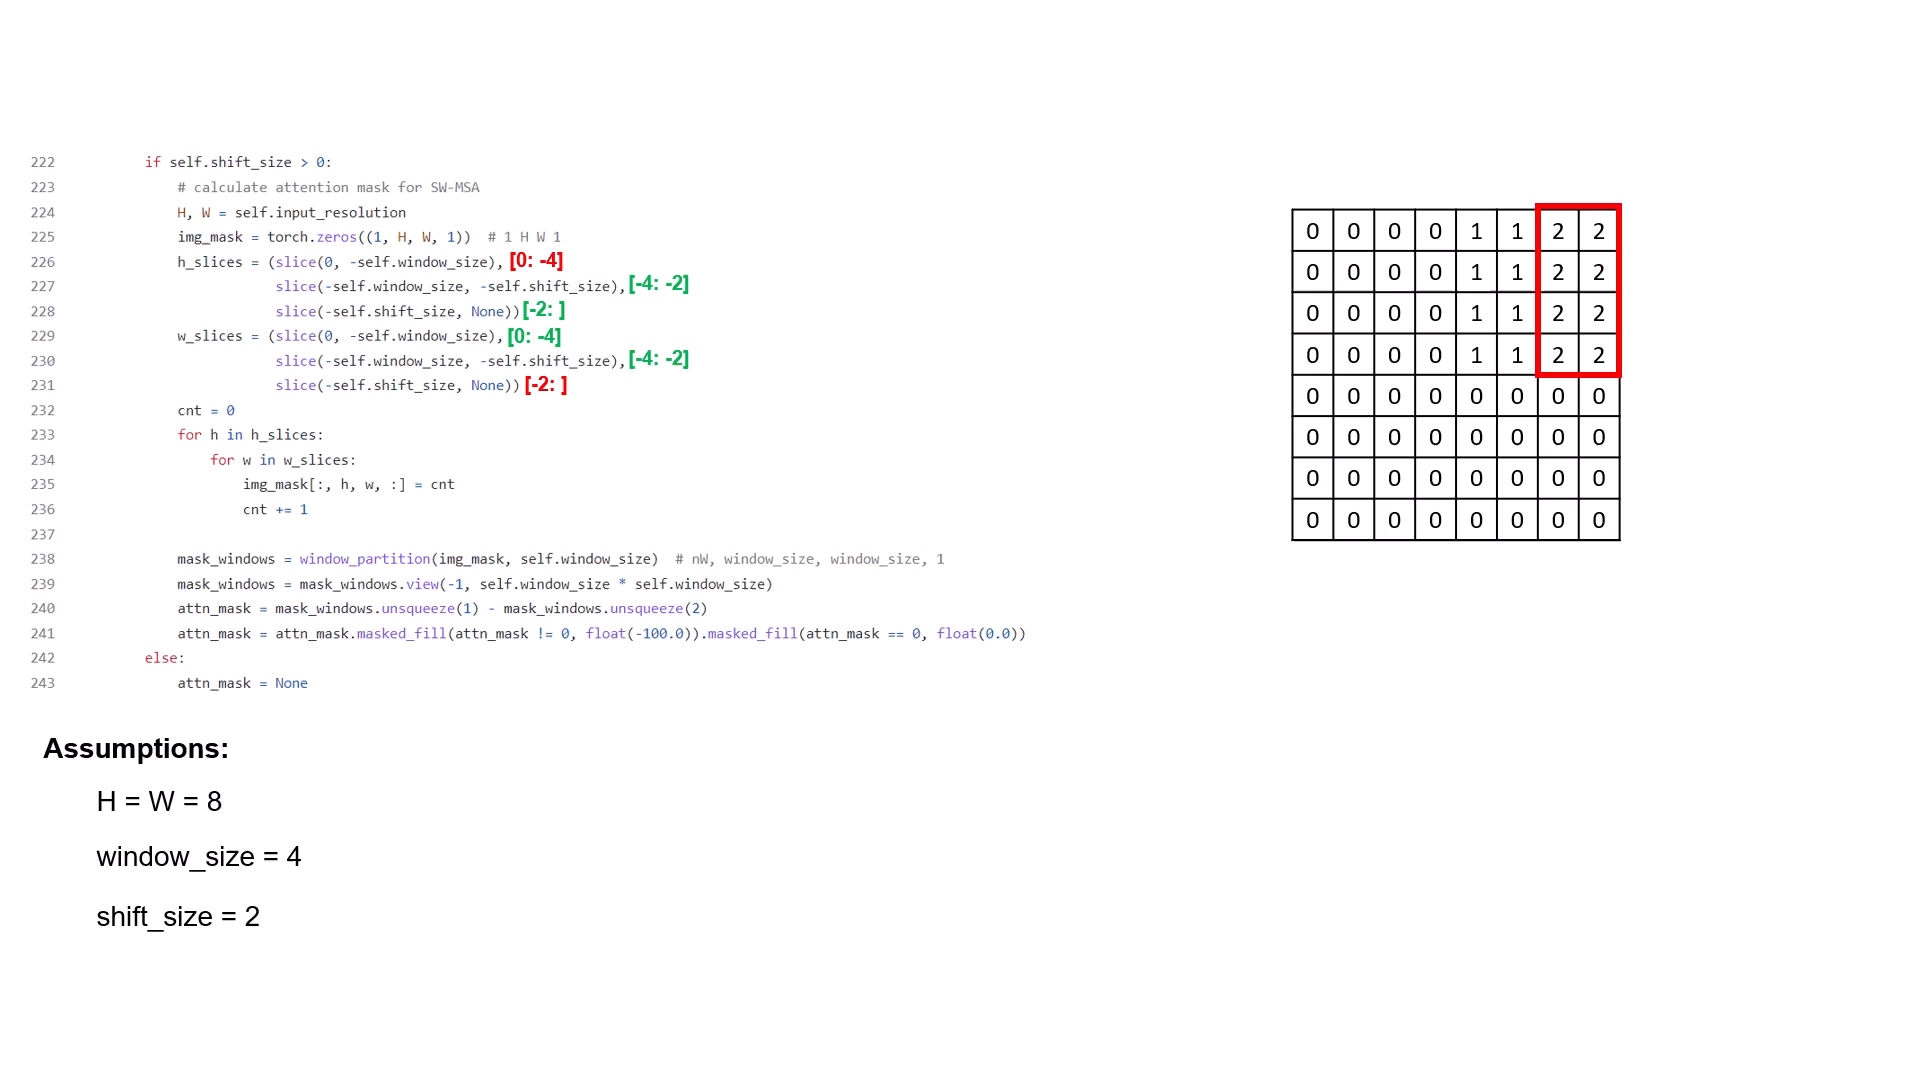 222 if self.shift_size > 0:
223 # calculate attention mask for SW-MSA
224 H, W = self.input_resolution
225 img_mask = torch.zeros((1, H, W, 1)) # 1 H W 1
226 h_slices = (slice(0, -self.window_size), [0: -4]
227 slice(-self.window_size, -self.shift_size), [-4: -2]
228 slice(-self.shift_size, None)) [-2: ]
229 w_slices = (slice(0, -self.window_size), [0: -4]
230 slice(-self.window_size, -self.shift_size), [-4: -2]
231 slice(-self.shift_size, None)) [-2: ]
232 cnt = 0
233 for h in h_slices:
234 for w in w_slices:
235 img_mask[:, h, w, :] = cnt
236 cnt += 1
237
238 mask_windows = window_partition(img_mask, self.window_size) # nW, window_size, window_size, 1
239 mask_windows = mask_windows.view(-1, self.window_size * self.window_size)
240 attn_mask = mask_windows.unsqueeze(1) - mask_windows.unsqueeze(2)
241 attn_mask = attn_mask.masked_fill(attn_mask != 0, float(-100.0)).masked_fill(attn_mask == 0, float(0.0))
242 else:
243 attn_mask = None
Assumptions:
H = W = 8
window_size = 4
shift_size = 2
0 0 0 0 1 1 2 2
0 0 0 0 1 1 2 2
0 0 0 0 1 1 2 2
0 0 0 0 1 1 2 2
0 0 0 0 0 0 0 0
0 0 0 0 0 0 0 0
0 0 0 0 0 0 0 0
0 0 0 0 0 0 0 0